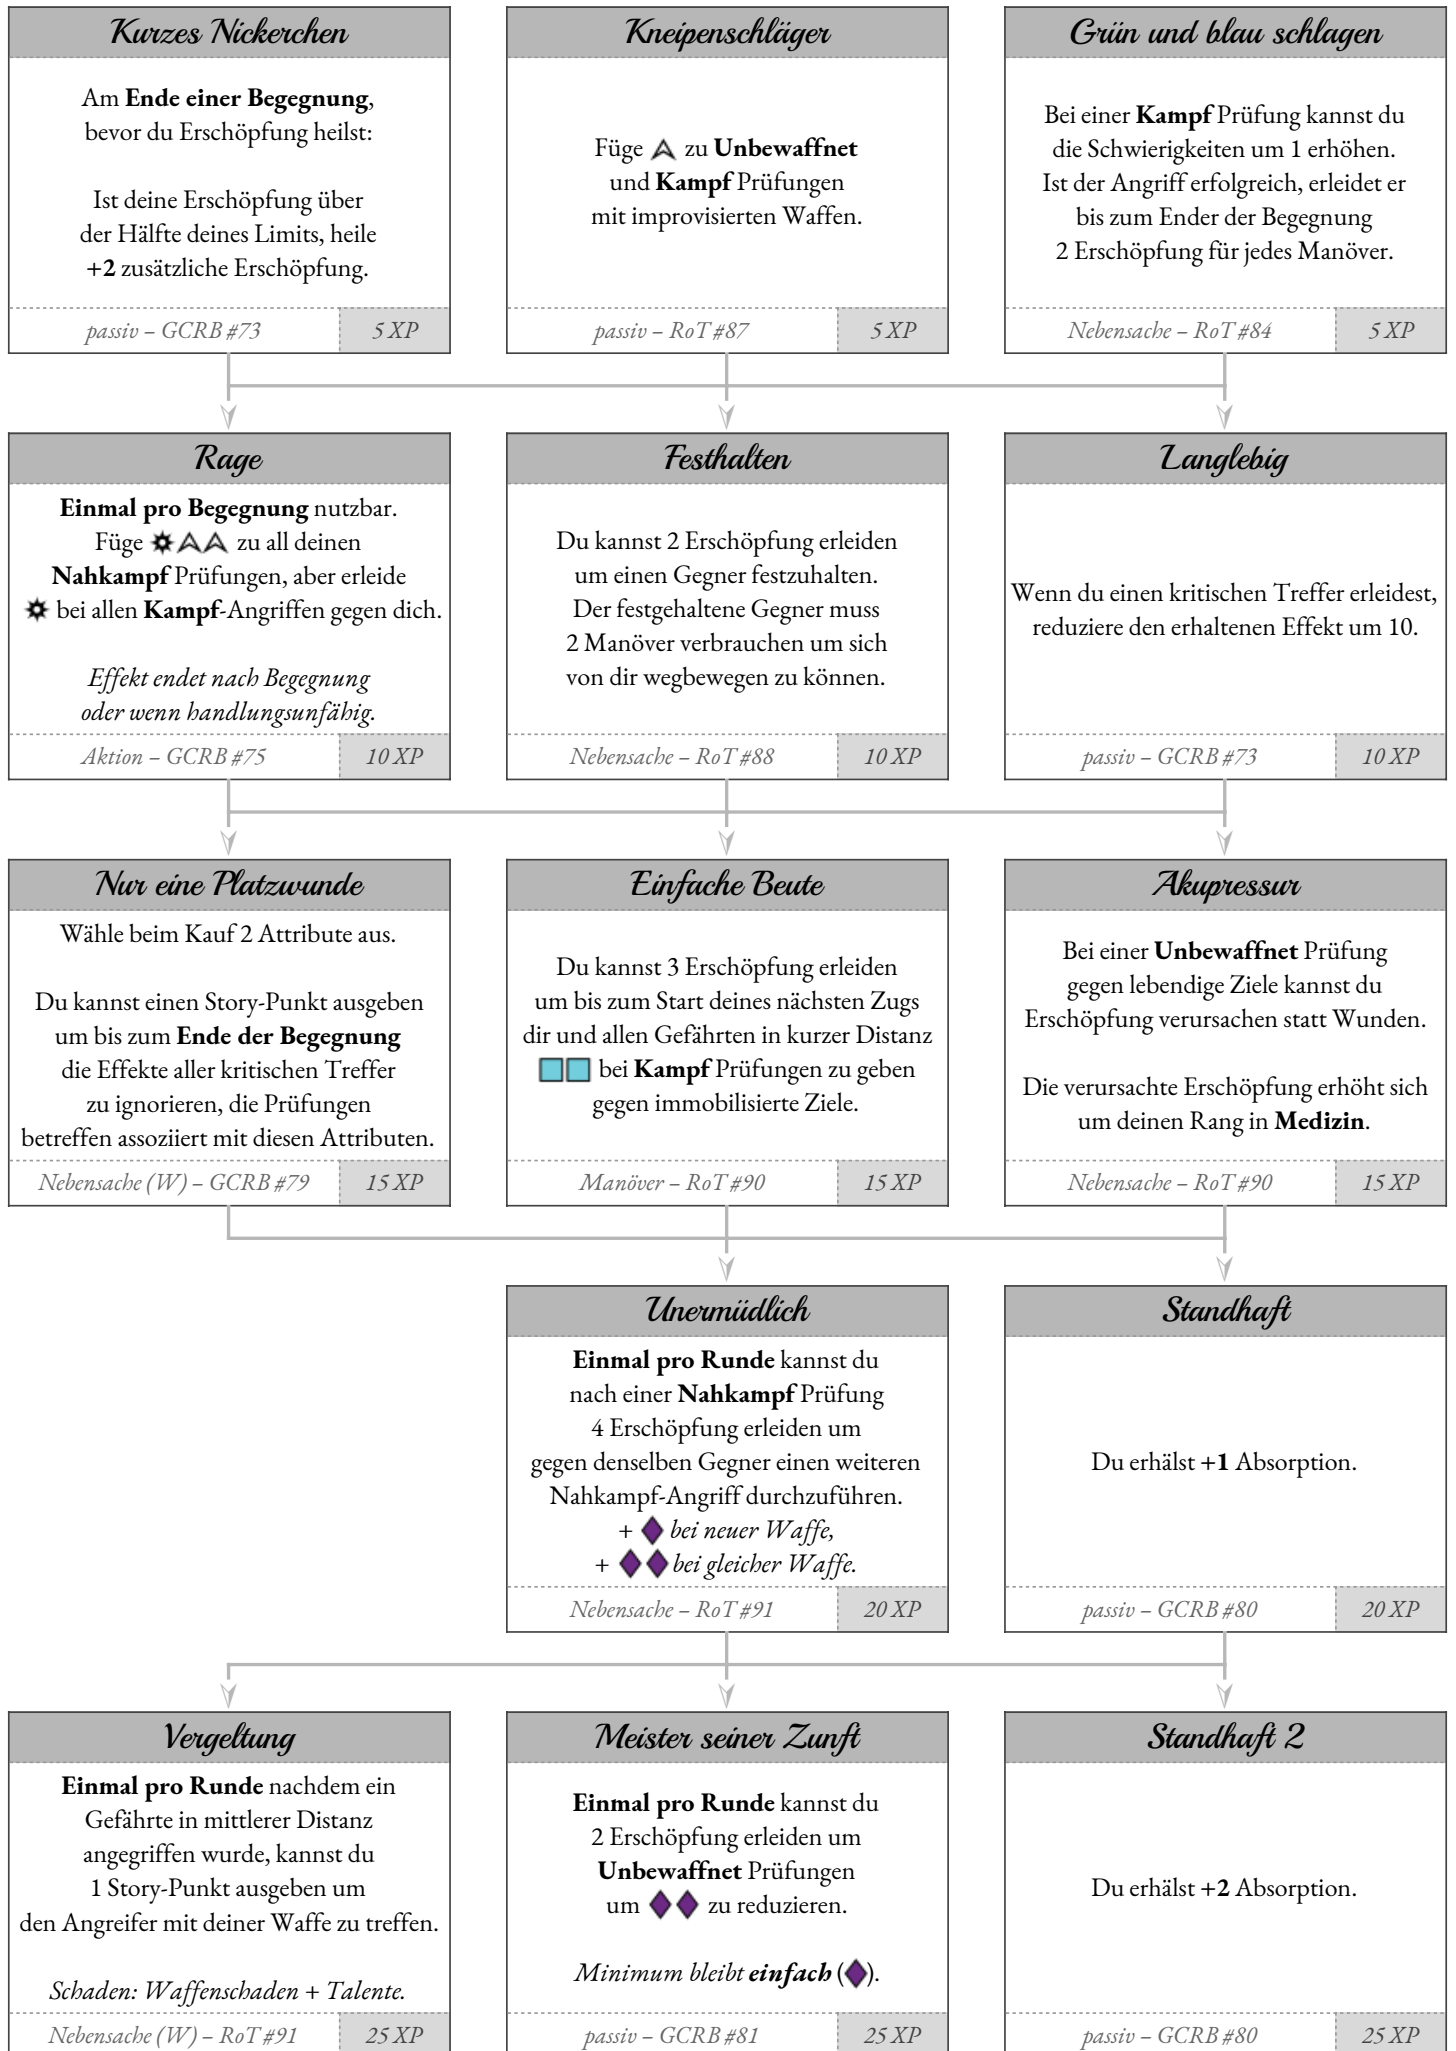 Kurzes Nickerchen
Am Ende einer Begegnung,
bevor du Erschöpfung heilst:
Ist deine Erschöpfung über
der Hälfte deines Limits, heile
+2 zusätzliche Erschöpfung.
passiv – GCRB #73
5 XP
Kneipenschläger
Füge zu Unbewaffnet
und Kampf Prüfungen
mit improvisierten Waffen.
passiv – RoT #87
5 XP
Grün und blau schlagen
Bei einer Kampf Prüfung kannst du
die Schwierigkeiten um 1 erhöhen.
Ist der Angriff erfolgreich, erleidet er
bis zum Ender der Begegnung
2 Erschöpfung für jedes Manöver.
Nebensache – RoT #84
5 XP
Rage
Einmal pro Begegnung nutzbar.
Füge zu all deinen
Nahkampf Prüfungen, aber erleide
bei allen Kampf-Angriffen gegen dich.
Effekt endet nach Begegnung
oder wenn handlungsunfähig.
Aktion – GCRB #75
10 XP
Festhalten
Du kannst 2 Erschöpfung erleiden
um einen Gegner festzuhalten.
Der festgehaltene Gegner muss
2 Manöver verbrauchen um sich
von dir wegbewegen zu können.
Nebensache – RoT #88
10 XP
Langlebig
Wenn du einen kritischen Treffer erleidest,
reduziere den erhaltenen Effekt um 10.
passiv – GCRB #73
10 XP
Nur eine Platzwunde
Wähle beim Kauf 2 Attribute aus.
Du kannst einen Story-Punkt ausgeben
um bis zum Ende der Begegnung
die Effekte aller kritischen Treffer
zu ignorieren, die Prüfungen
betreffen assoziiert mit diesen Attributen.
Nebensache (W) – GCRB #79
15 XP
Einfache Beute
Du kannst 3 Erschöpfung erleiden
um bis zum Start deines nächsten Zugs
dir und allen Gefährten in kurzer Distanz
bei Kampf Prüfungen zu geben
gegen immobilisierte Ziele.
Manöver – RoT #90
15 XP
Akupressur
Bei einer Unbewaffnet Prüfung
gegen lebendige Ziele kannst du
Erschöpfung verursachen statt Wunden.
Die verursachte Erschöpfung erhöht sich
um deinen Rang in Medizin.
Nebensache – RoT #90
15 XP
Unermüdlich
Einmal pro Runde kannst du
nach einer Nahkampf Prüfung
4 Erschöpfung erleiden um
gegen denselben Gegner einen weiteren
Nahkampf-Angriff durchzuführen.
+ bei neuer Waffe,
+ bei gleicher Waffe.
Nebensache – RoT #91
20 XP
Standhaft
Du erhälst +1 Absorption.
passiv – GCRB #80
20 XP
Vergeltung
Einmal pro Runde nachdem ein
Gefährte in mittlerer Distanz
angegriffen wurde, kannst du
1 Story-Punkt ausgeben um
den Angreifer mit deiner Waffe zu treffen.
Schaden: Waffenschaden + Talente.
Nebensache (W) – RoT #91
25 XP
Meister seiner Zunft
Einmal pro Runde kannst du
2 Erschöpfung erleiden um
Unbewaffnet Prüfungen
um zu reduzieren.
Minimum bleibt einfach ( ).
passiv – GCRB #81
25 XP
Standhaft 2
Du erhälst +2 Absorption.
passiv – GCRB #80
25 XP